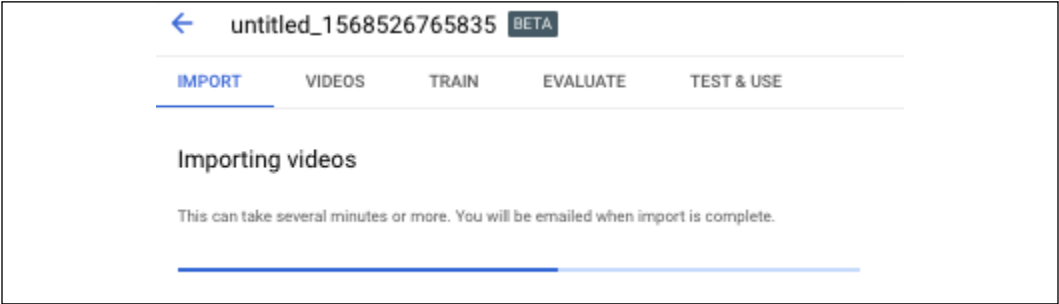 untitled_1568526765835 BETA
IMPORT VIDEOS TRAIN EVALUATE TEST & USE
Importing videos
This can take several minutes or more. You will be emailed when import is complete.